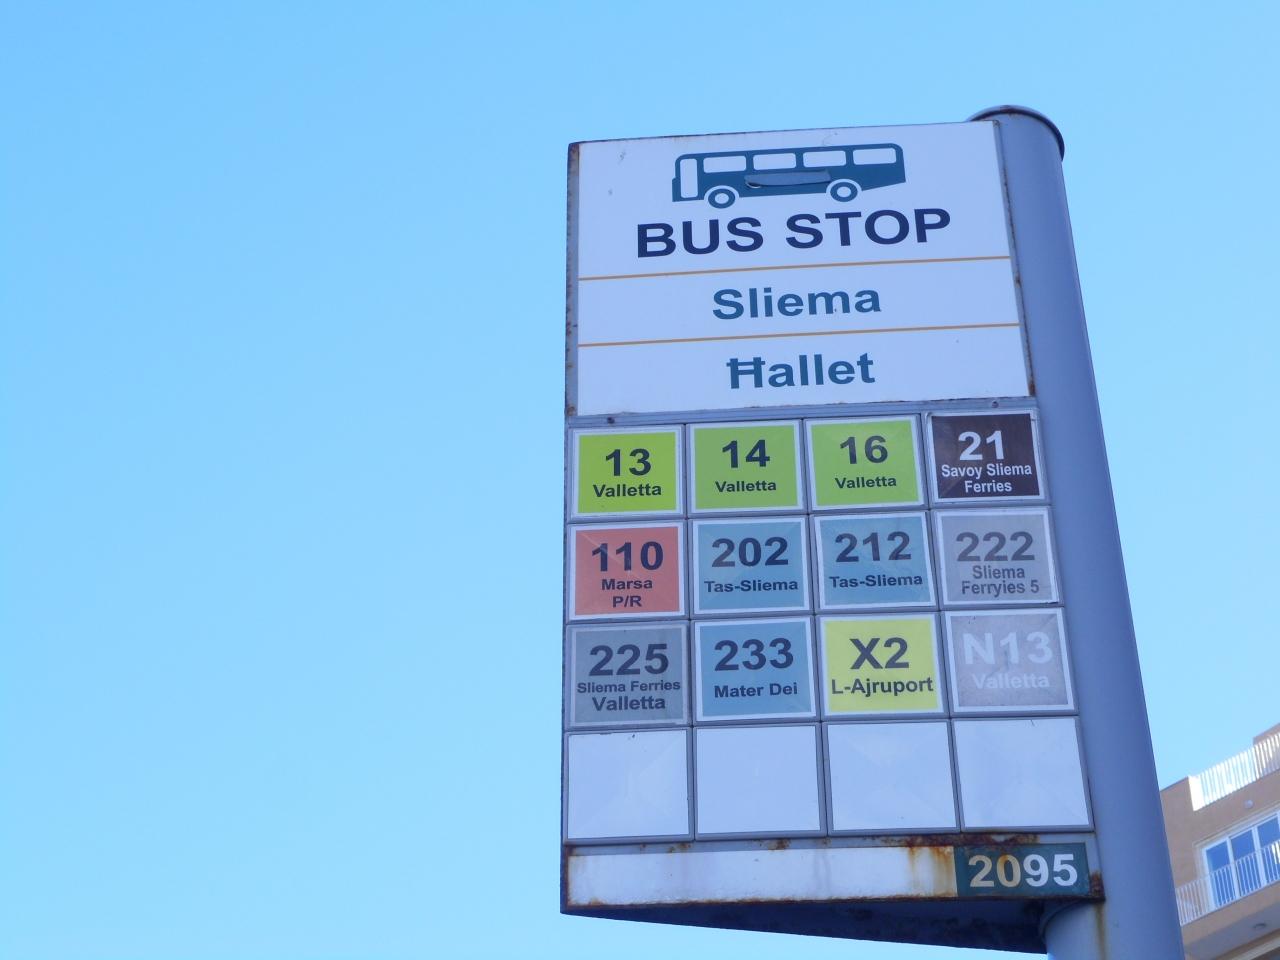 BUS STOP
Sliema
Ħallet
13
Valletta
14
Valletta
16
Valletta
21
Savoy Sliema
Ferries
110
Marsa
P/R
202
Tas-Sliema
212
Tas-Sliema
222
Sliema
Ferryies 5
225
Sliema Ferries
Valletta
233
Mater Dei
X2
L-Ajruport
N13
Valletta
2095